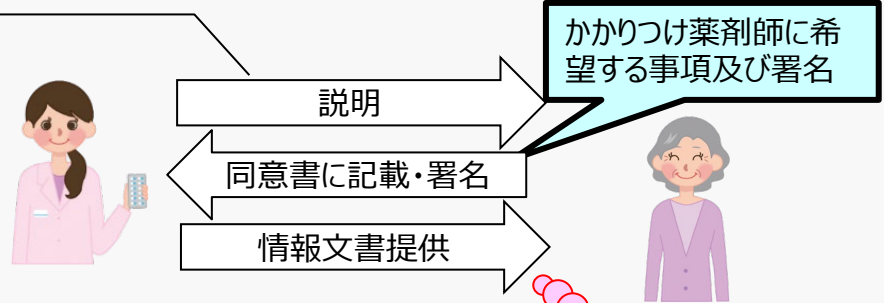 かかりつけ薬剤師に希
望する事項及び署名
説明
同意書に記載・署名
情報文書提供